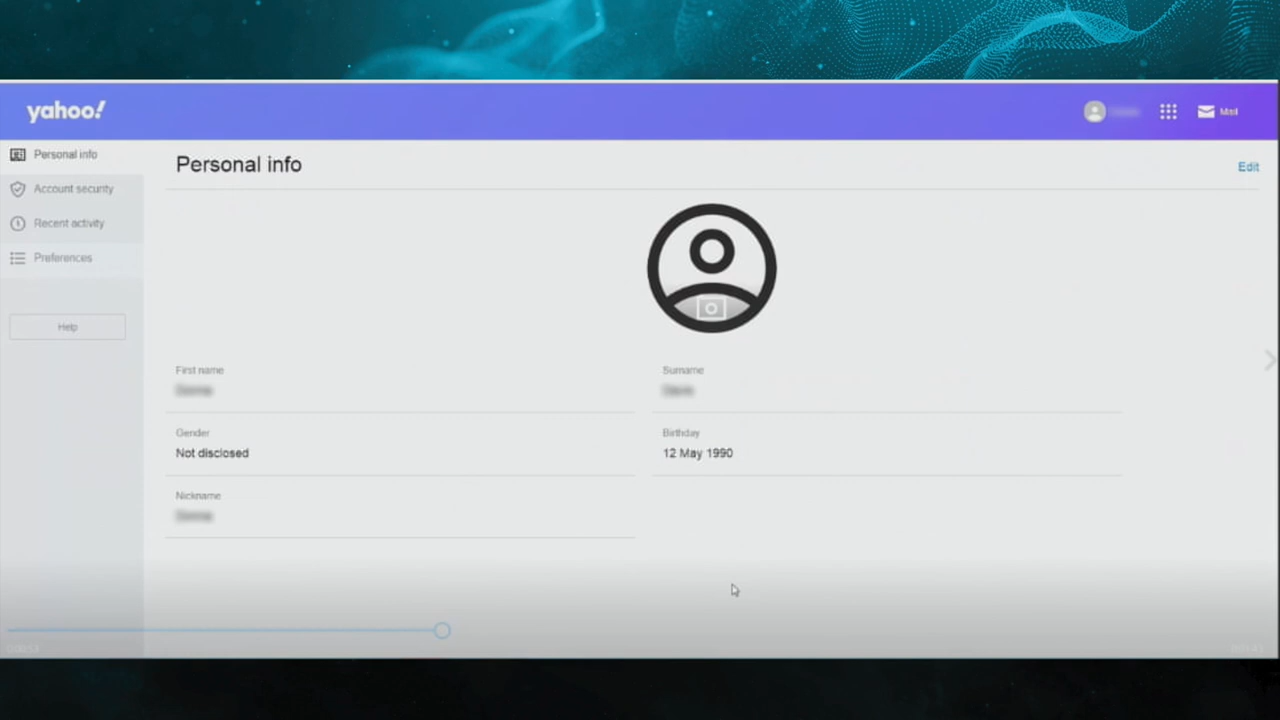 yahoo!
Mail
Personal info
Account security
Recent activity
Preferences
Help
Personal info
Edit
First name
Surname
Gender
Not disclosed
Birthday
12 May 1990
Nickname